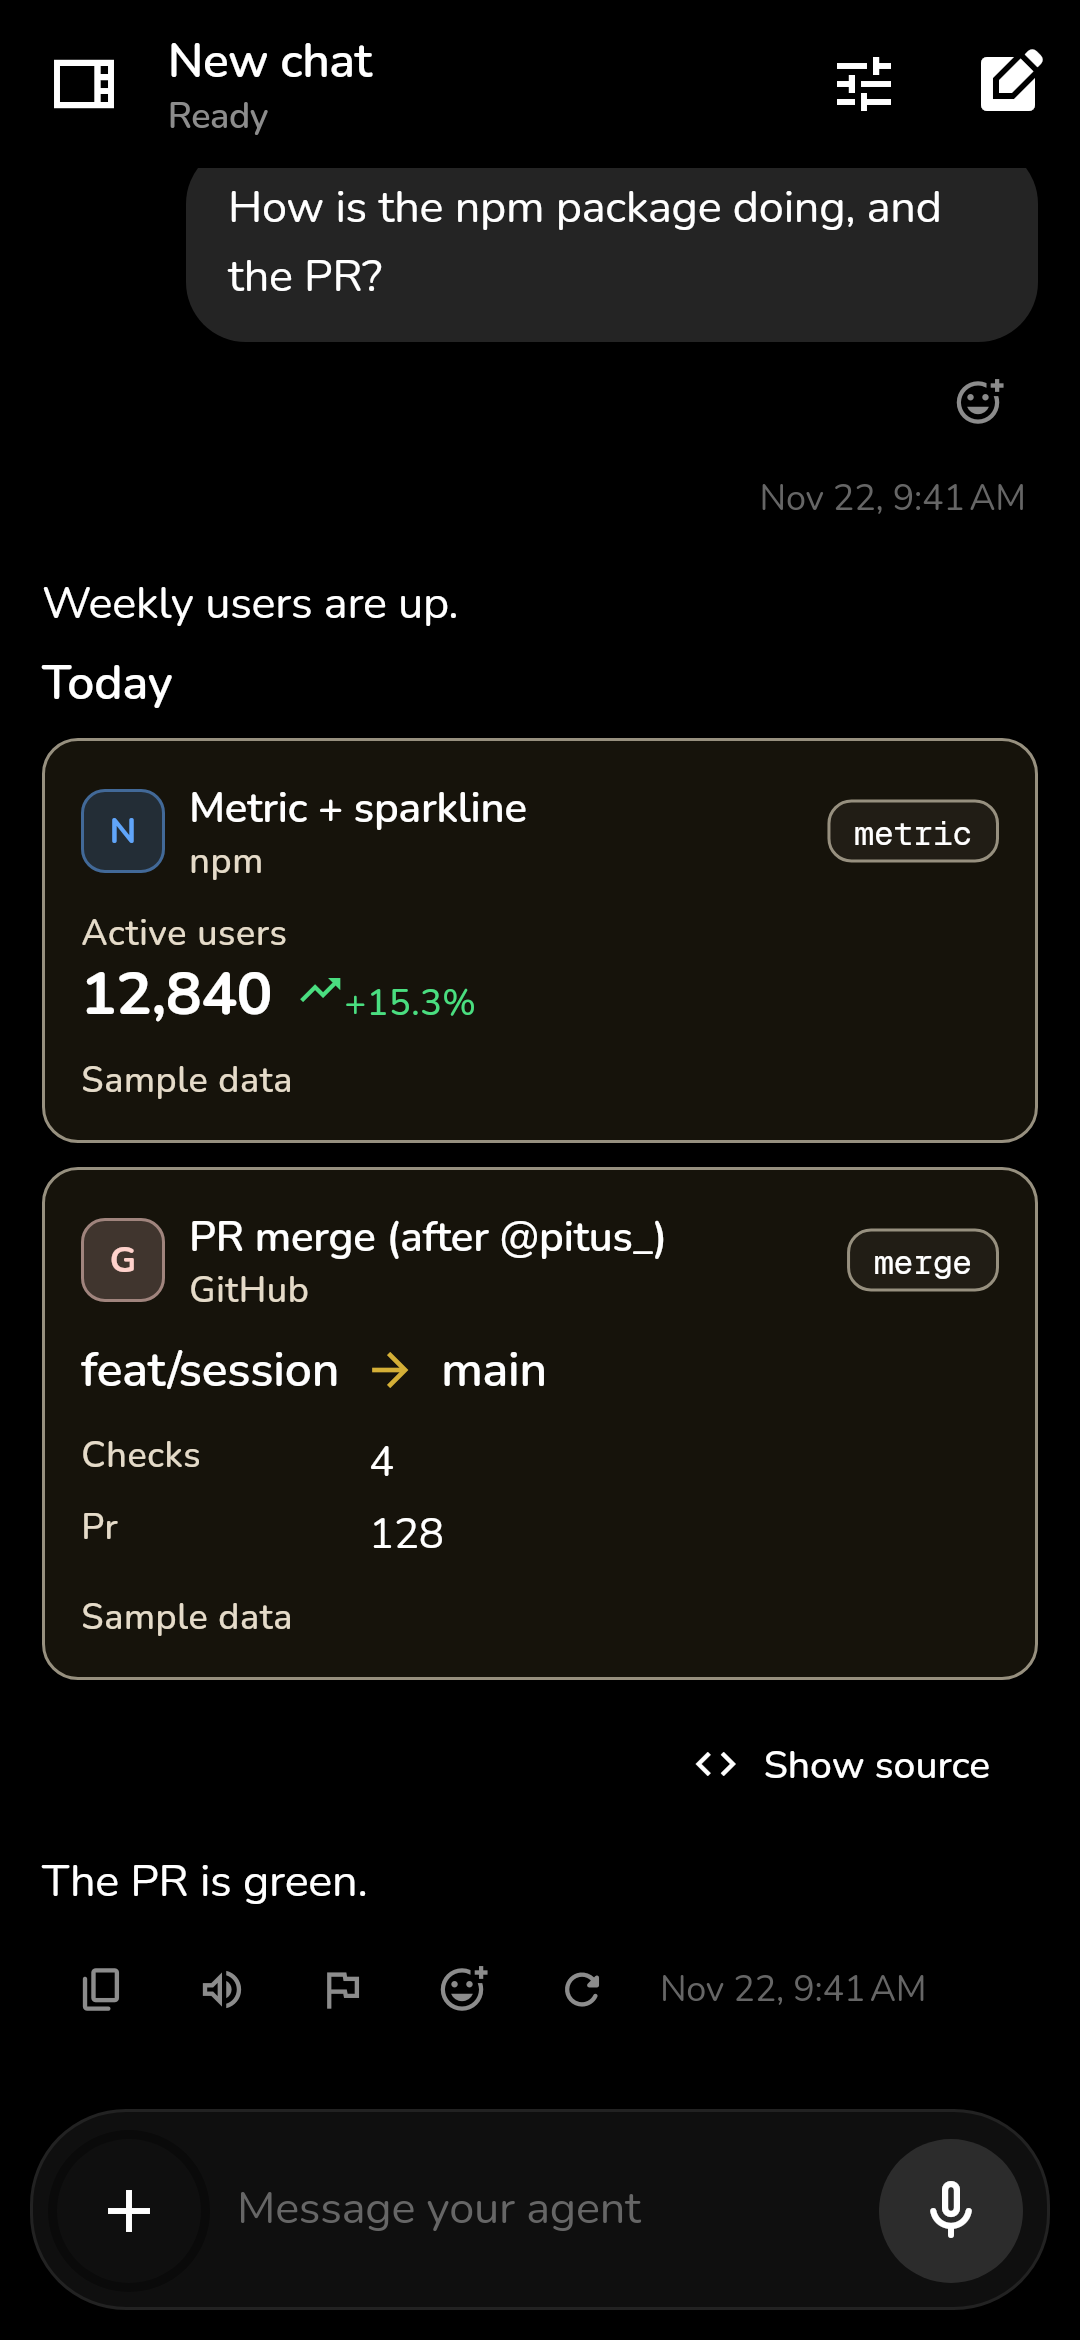 New chat
Ready
How is the npm package doing, and
the PR?
Nov 22, 9:41 AM
Weekly users are up.
Today
N
Metric + sparkline
npm
metric
Active users
12,840 +15.3%
Sample data
G
PR merge (after @pitus_)
GitHub
merge
feat/session → main
Checks 4
Pr 128
Sample data
<> Show source
The PR is green.
Nov 22, 9:41 AM
Message your agent